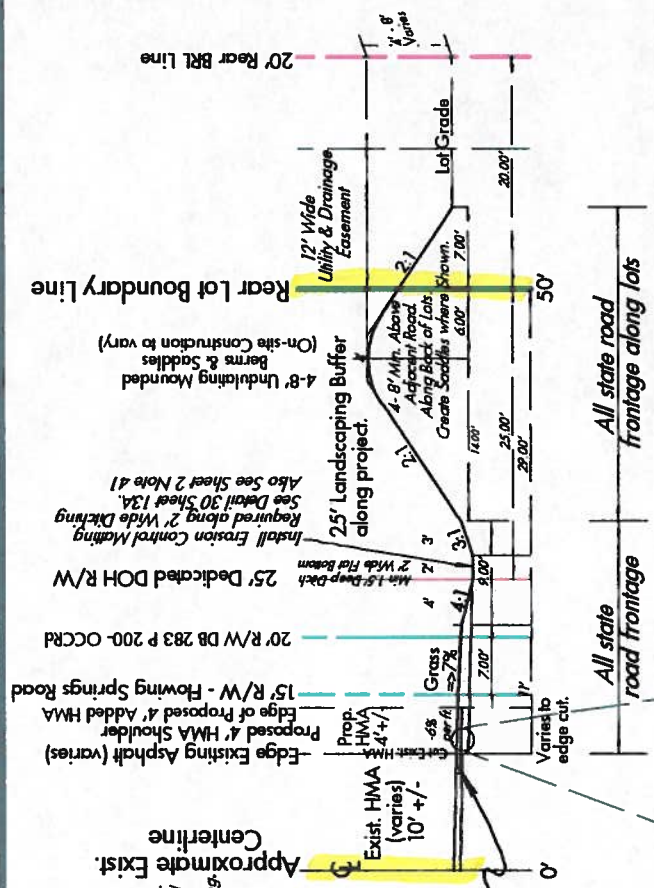 20' Rear BRL Line
Rear Lot Boundary Line
4-8' Undulating Mounded
Berms & Saddles
(On-site Construction to vary)
Install Erosion Control Matting
Required along 2' Wide Ditching
See Detail 30 Sheet 13A.
Also See Sheet 2 Note 41
25' Dedicated DOH R/W
20' R/W DB 283 P 200- OCCRd
15' R/W - Flowing Springs Road
Edge of Proposed 4' Added HMA
Proposed 4' HMA Shoulder
Edge Existing Asphalt (varies)
Approximate Exist.
Centerline
4' - 8'
Varies
12' Wide
Utility & Drainage
Easement
Lot Grade
2:1
25' Landscaping Buffer
along project.
4- 8' Min. Above
Adjacent Road.
Along Back of Lots.
Create Saddles where Shown.
2:1
3:1
3'
2'
4'
4:1
Min 1.5' Deep Ditch
2' Wide Flat Bottom
Grass
=>7%
Prop.
HMA
4'+/-
-6%
per ft.
Exist. HMA
(varies)
10' +/-
7.00'
6.00'
14.00'
20.00'
25.00'
29.00'
9.00'
7.00'
1'
Varies to
edge cut.
50'
0'
All state road
frontage along lots
All state
road frontage